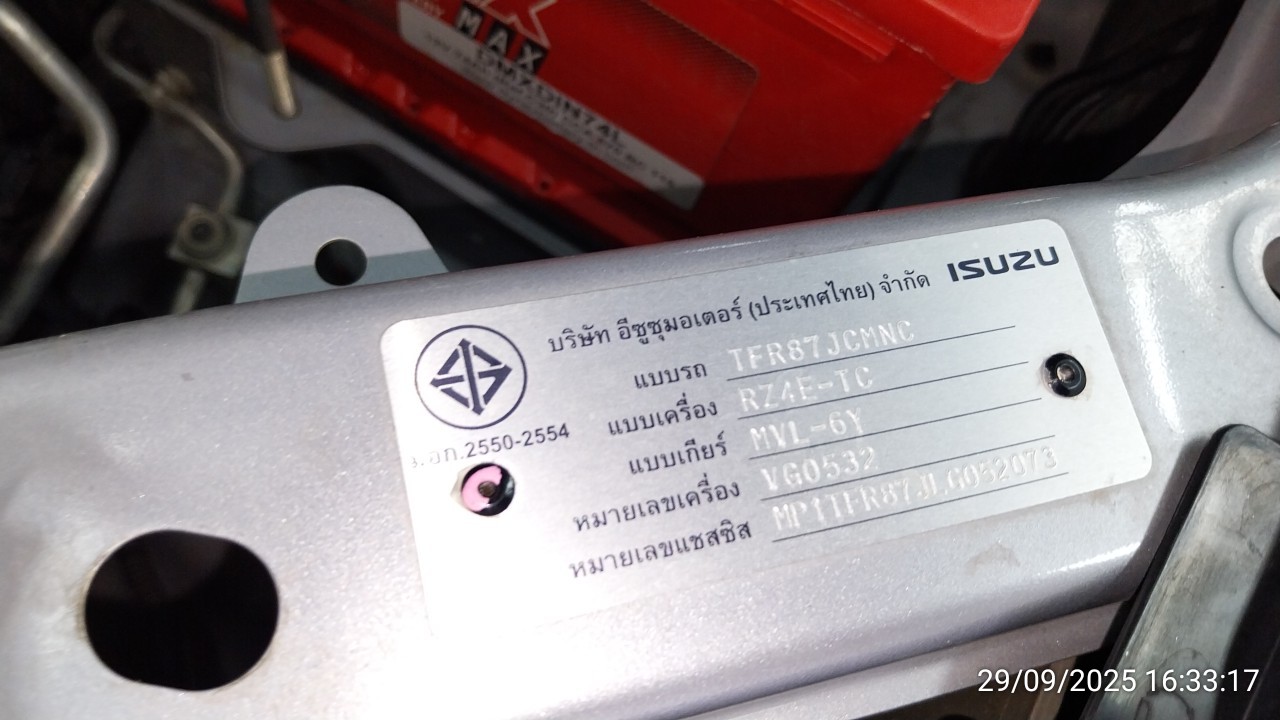 MAX
บริษัท อีซูซุมอเตอร์ (ประเทศไทย) จำกัด ISUZU
แบบรถ TFR87JCMNC
แบบเครื่อง RZ4E-TC
แบบเกียร์ MVL-6Y
หมายเลขเครื่อง VG0532
หมายเลขแชสซิส MP1TFR87JLG052073
มอก.2550-2554
29/09/2025 16:33:17